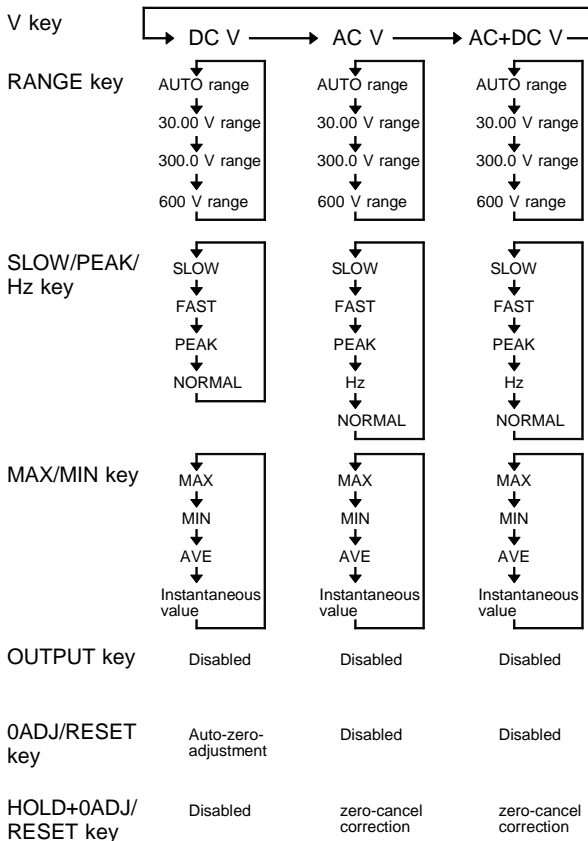 V key
DC V
AC V
AC+DC V
RANGE key
AUTO range
AUTO range
AUTO range
30.00 V range
30.00 V range
30.00 V range
300.0 V range
300.0 V range
300.0 V range
600 V range
600 V range
600 V range
SLOW/PEAK/
Hz key
SLOW
SLOW
SLOW
FAST
FAST
FAST
PEAK
PEAK
PEAK
NORMAL
Hz
Hz
NORMAL
NORMAL
MAX/MIN key
MAX
MAX
MAX
MIN
MIN
MIN
AVE
AVE
AVE
Instantaneous
value
Instantaneous
value
Instantaneous
value
OUTPUT key
Disabled
Disabled
Disabled
0ADJ/RESET
key
Auto-zero-
adjustment
Disabled
Disabled
HOLD+0ADJ/
RESET key
Disabled
zero-cancel
correction
zero-cancel
correction